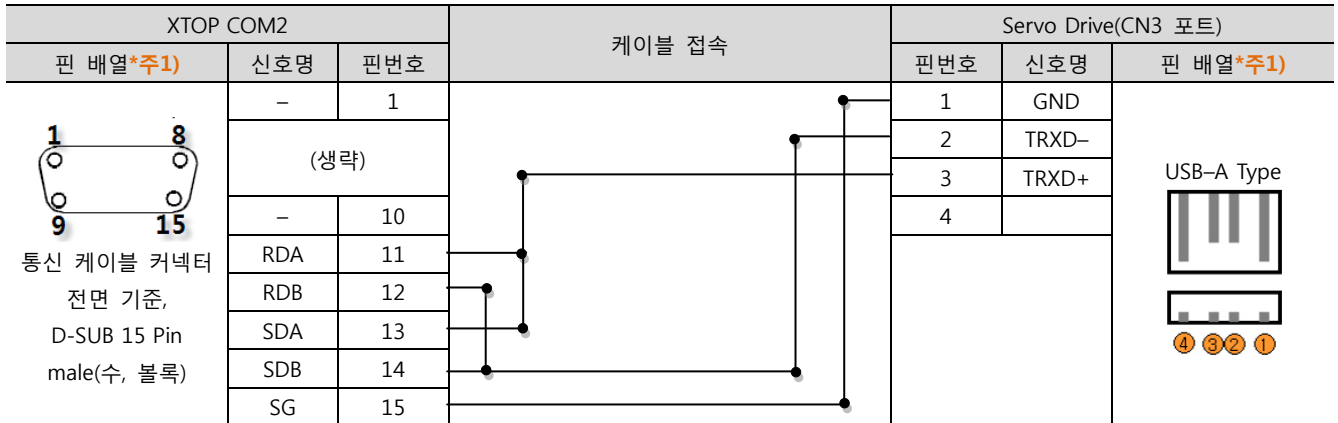 XTOP COM2 케이블 접속 Servo Drive(CN3 포트)
핀 배열*주1) 신호명 핀번호 핀번호 신호명 핀 배열*주1)
– 1 1 GND
(생략) 2 TRXD–
3 TRXD+
– 10 4
RDA 11
RDB 12
SDA 13
SDB 14
SG 15
1 8
9 15
통신 케이블 커넥터
전면 기준,
D-SUB 15 Pin
male(수, 볼록)
USB–A Type
④ ③② ①